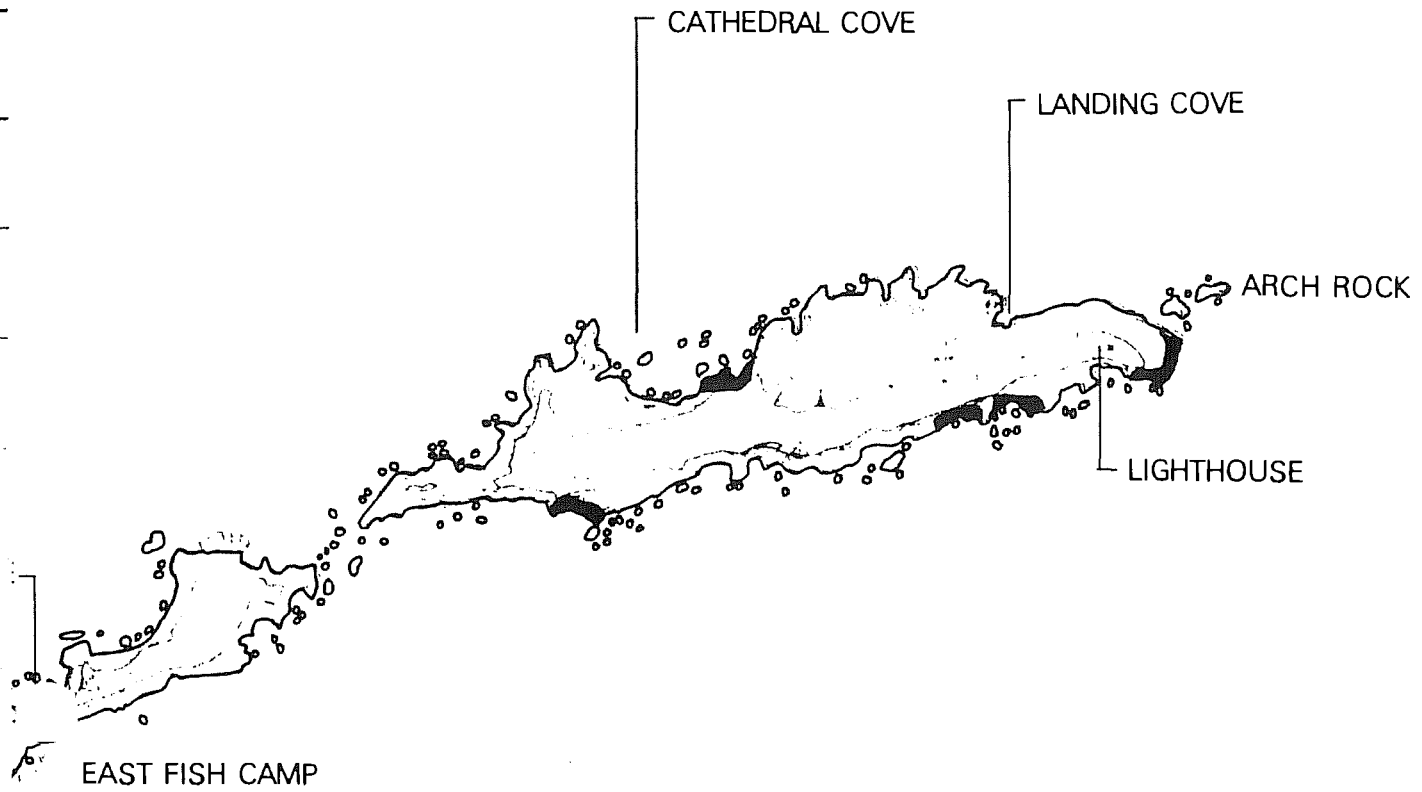 CATHEDRAL COVE
LANDING COVE
ARCH ROCK
LIGHTHOUSE
EAST FISH CAMP